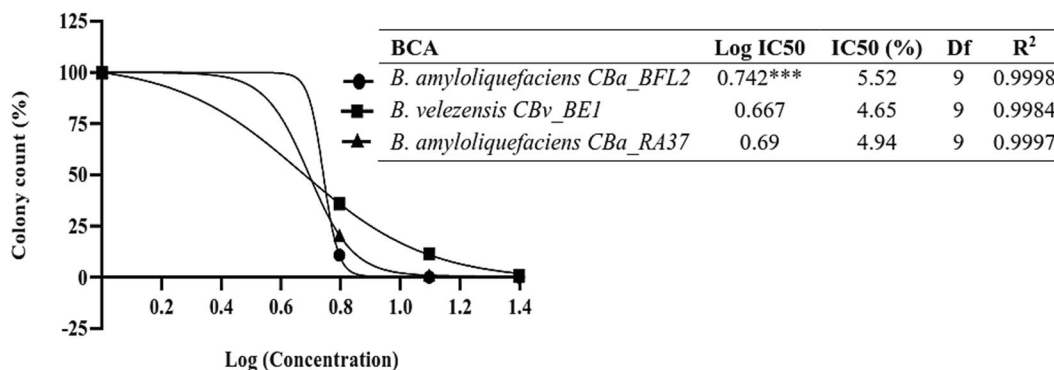 125
100
75
50
25
0
-25
Colony count (%)
0.2 0.4 0.6 0.8 1.0 1.2 1.4
Log (Concentration)
BCA Log IC50 IC50 (%) Df R²
B. amyloliquefaciens CBa_BFL2 0.742*** 5.52 9 0.9998
B. velezensis CBv_BE1 0.667 4.65 9 0.9984
B. amyloliquefaciens CBa_RA37 0.69 4.94 9 0.9997